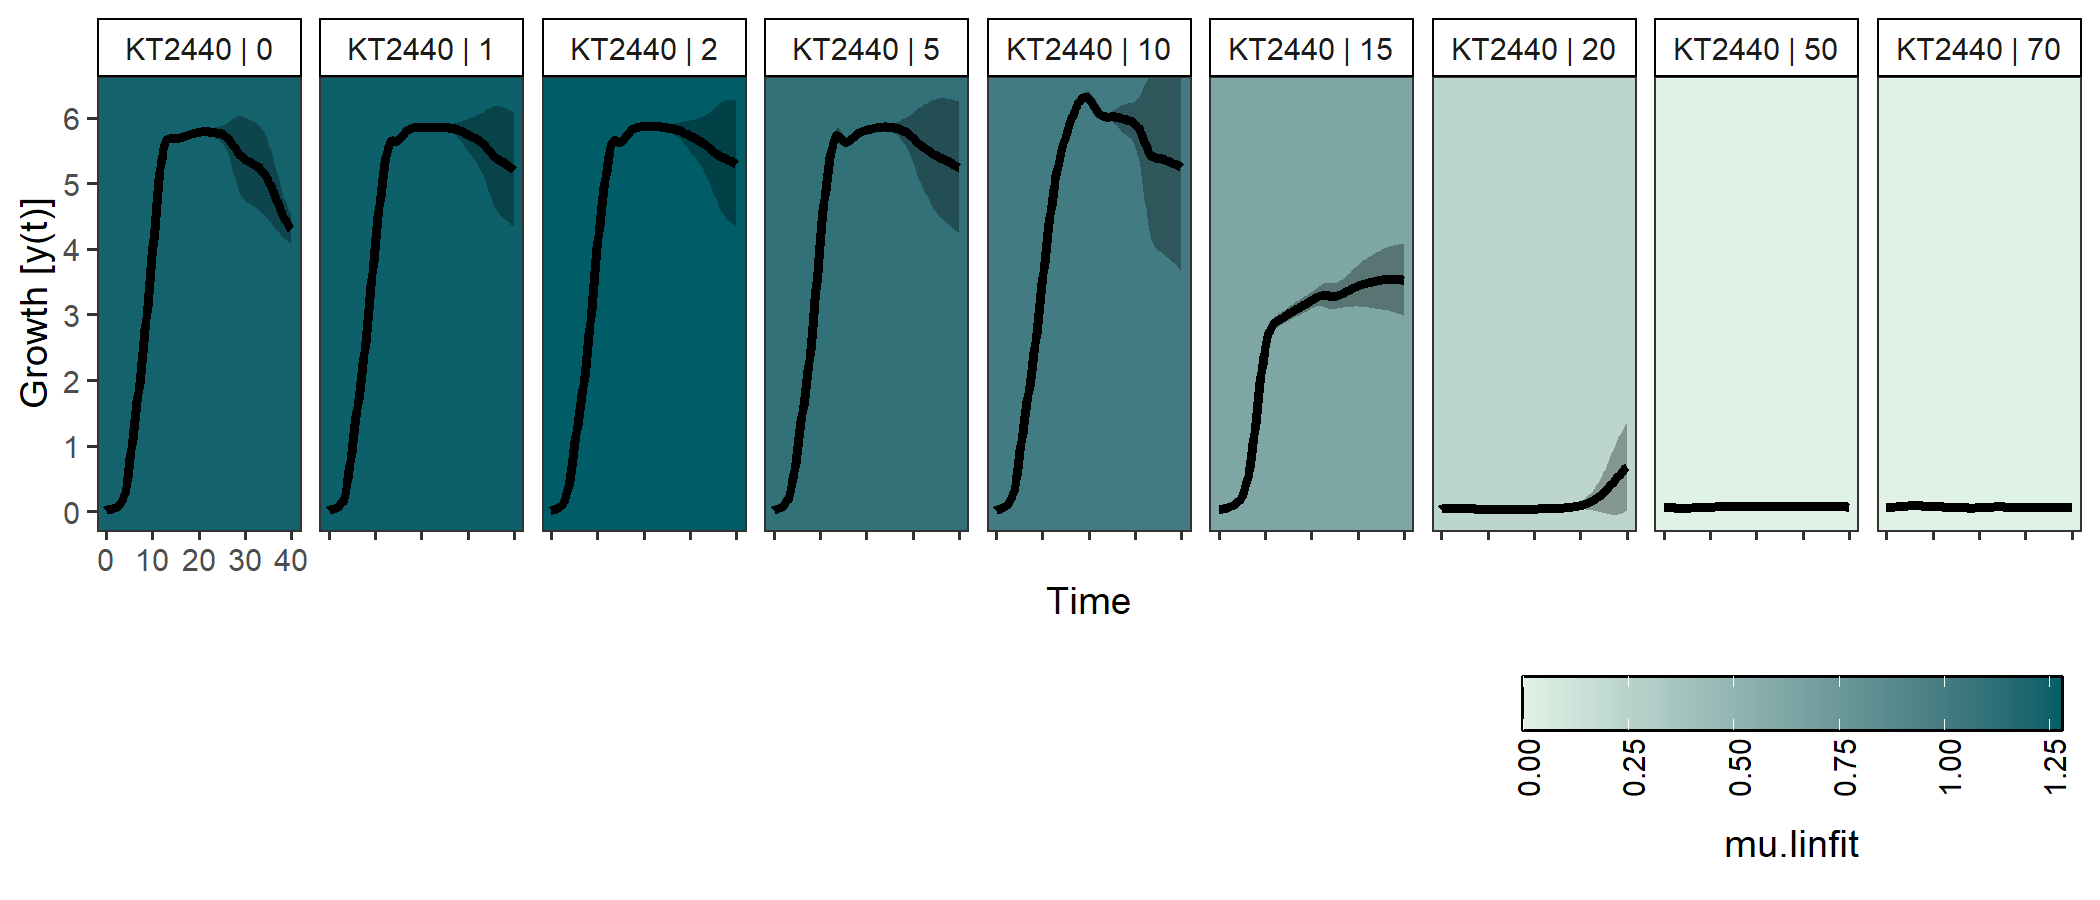 KT2440 | 0
KT2440 | 1
KT2440 | 2
KT2440 | 5
KT2440 | 10
KT2440 | 15
KT2440 | 20
KT2440 | 50
KT2440 | 70
Growth [y(t)]
6
5
4
3
2
1
0
0 10 20 30 40
Time
0.00 0.25 0.50 0.75 1.00 1.25
mu.linfit